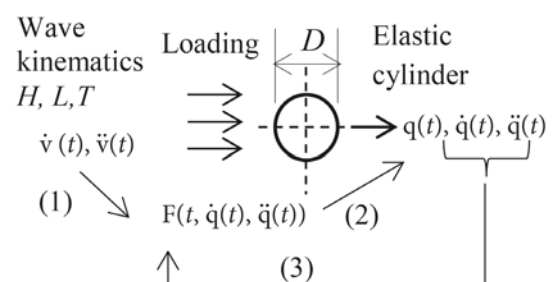 Wave
kinematics
H, L, T
v̇ (t), v̈(t)
Loading
D
Elastic
cylinder
q(t), q̇(t), q̈(t)
(1)
F(t, q̇(t), q̈(t))
(2)
(3)